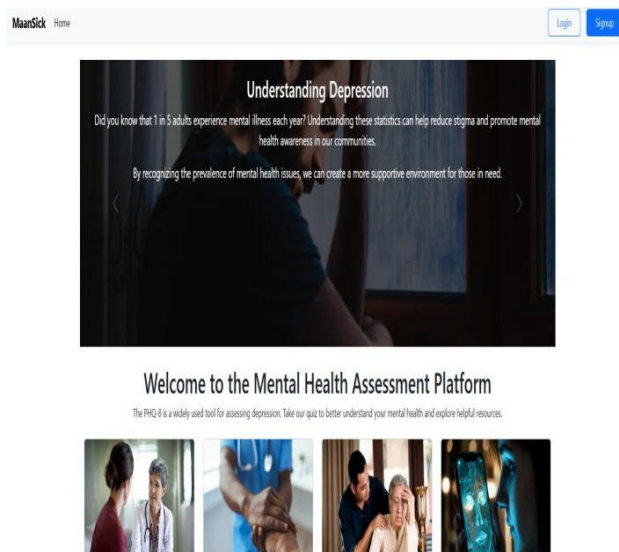 MaanSick Home Login Signup
Understanding Depression
Did you know that 1 in 5 adults experience mental illness each year? Understanding these statistics can help reduce stigma and promote mental
health awareness in our communities.
By recognizing the prevalence of mental health issues, we can create a more supportive environment for those in need.
Welcome to the Mental Health Assessment Platform
The PHQ-8 is a widely used tool for assessing depression. Take our quiz to better understand your mental health and explore helpful resources.